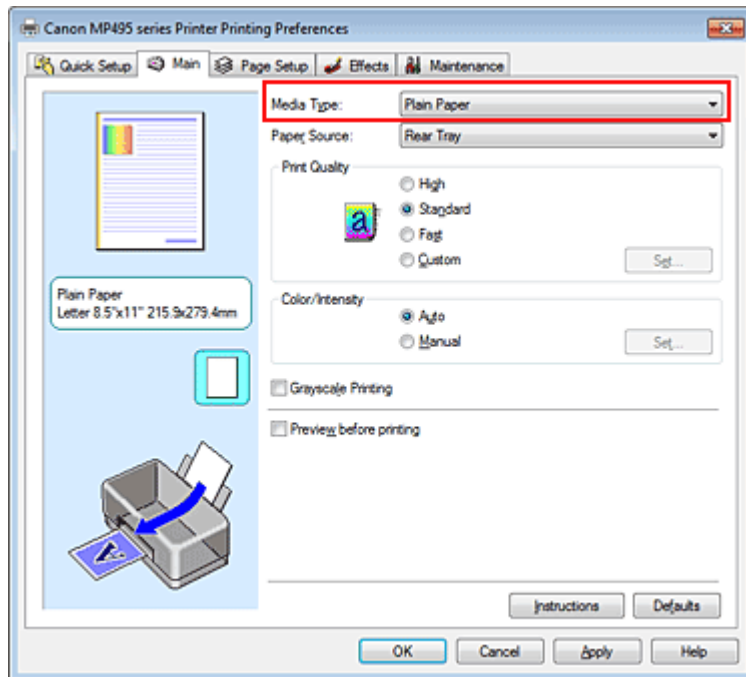 Canon MP495 series Printer Printing Preferences
Quick Setup Main Page Setup Effects Maintenance
Media Type: Plain Paper
Paper Source: Rear Tray
Print Quality
High
Standard
Fast
Custom Set...
Plain Paper
Letter 8.5"x11" 215.9x279.4mm
Color/Intensity
Auto
Manual Set...
Grayscale Printing
Preview before printing
Instructions Defaults
OK Cancel Apply Help
a
A